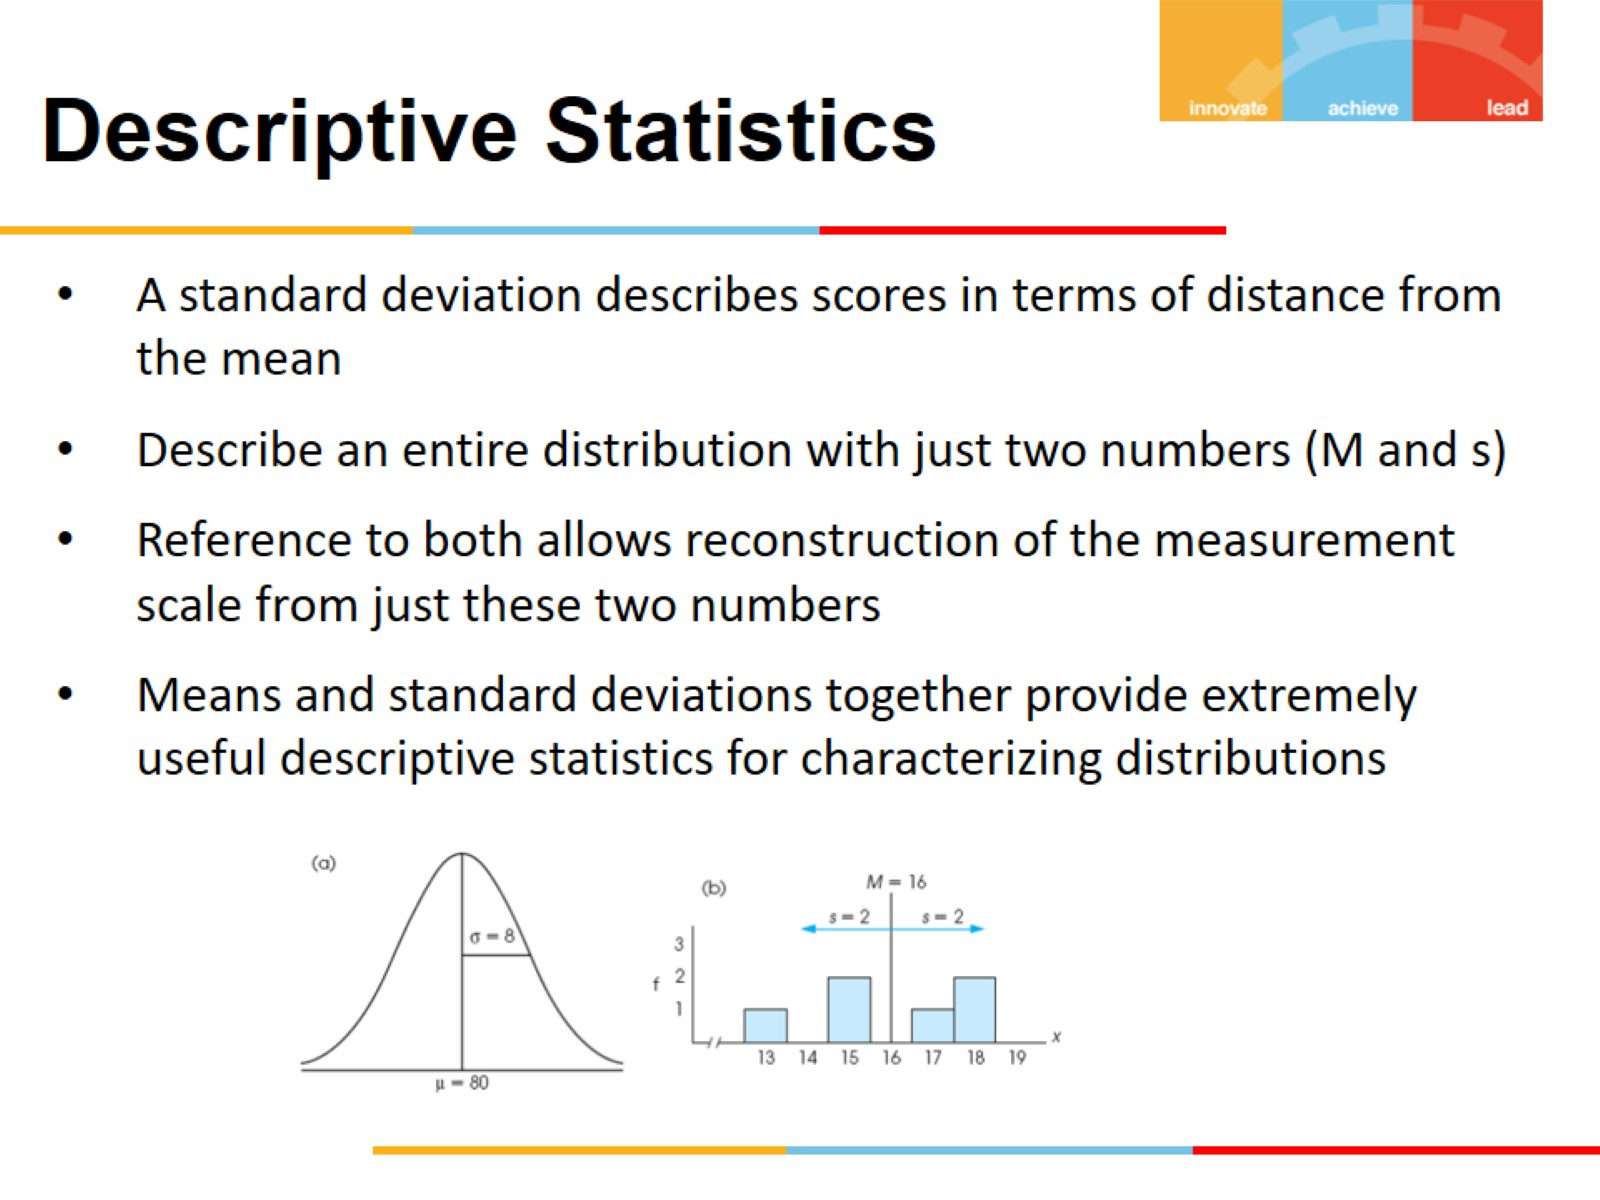 innovate achieve lead
Descriptive Statistics
• A standard deviation describes scores in terms of distance from
the mean
• Describe an entire distribution with just two numbers (M and s)
• Reference to both allows reconstruction of the measurement
scale from just these two numbers
• Means and standard deviations together provide extremely
useful descriptive statistics for characterizing distributions
(a)
σ = 8
μ = 80
(b)
M = 16
s = 2 s = 2
3
f 2
1
x
13 14 15 16 17 18 19